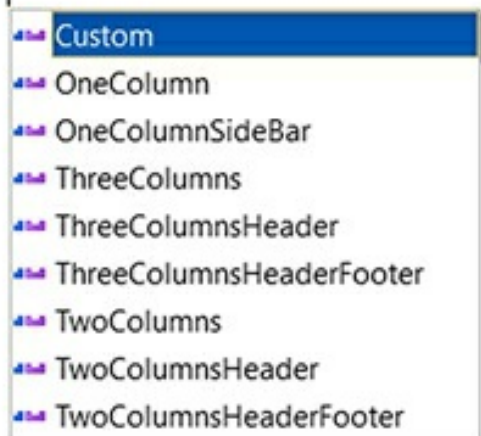 Custom
OneColumn
OneColumnSideBar
ThreeColumns
ThreeColumnsHeader
ThreeColumnsHeaderFooter
TwoColumns
TwoColumnsHeader
TwoColumnsHeaderFooter